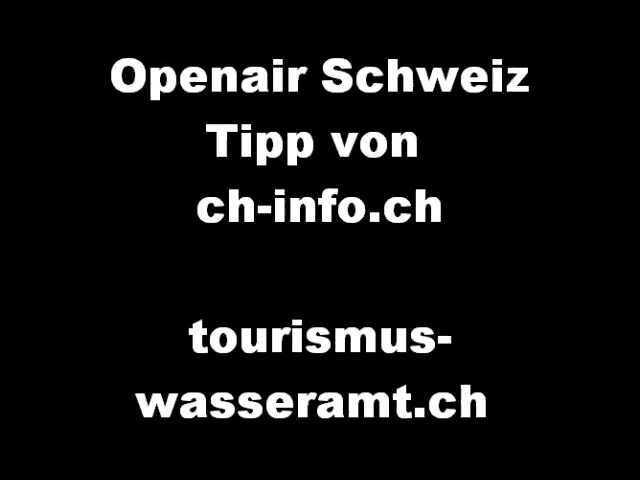 Openair Schweiz
Tipp von
ch-info.ch
tourismus-
wasseramt.ch